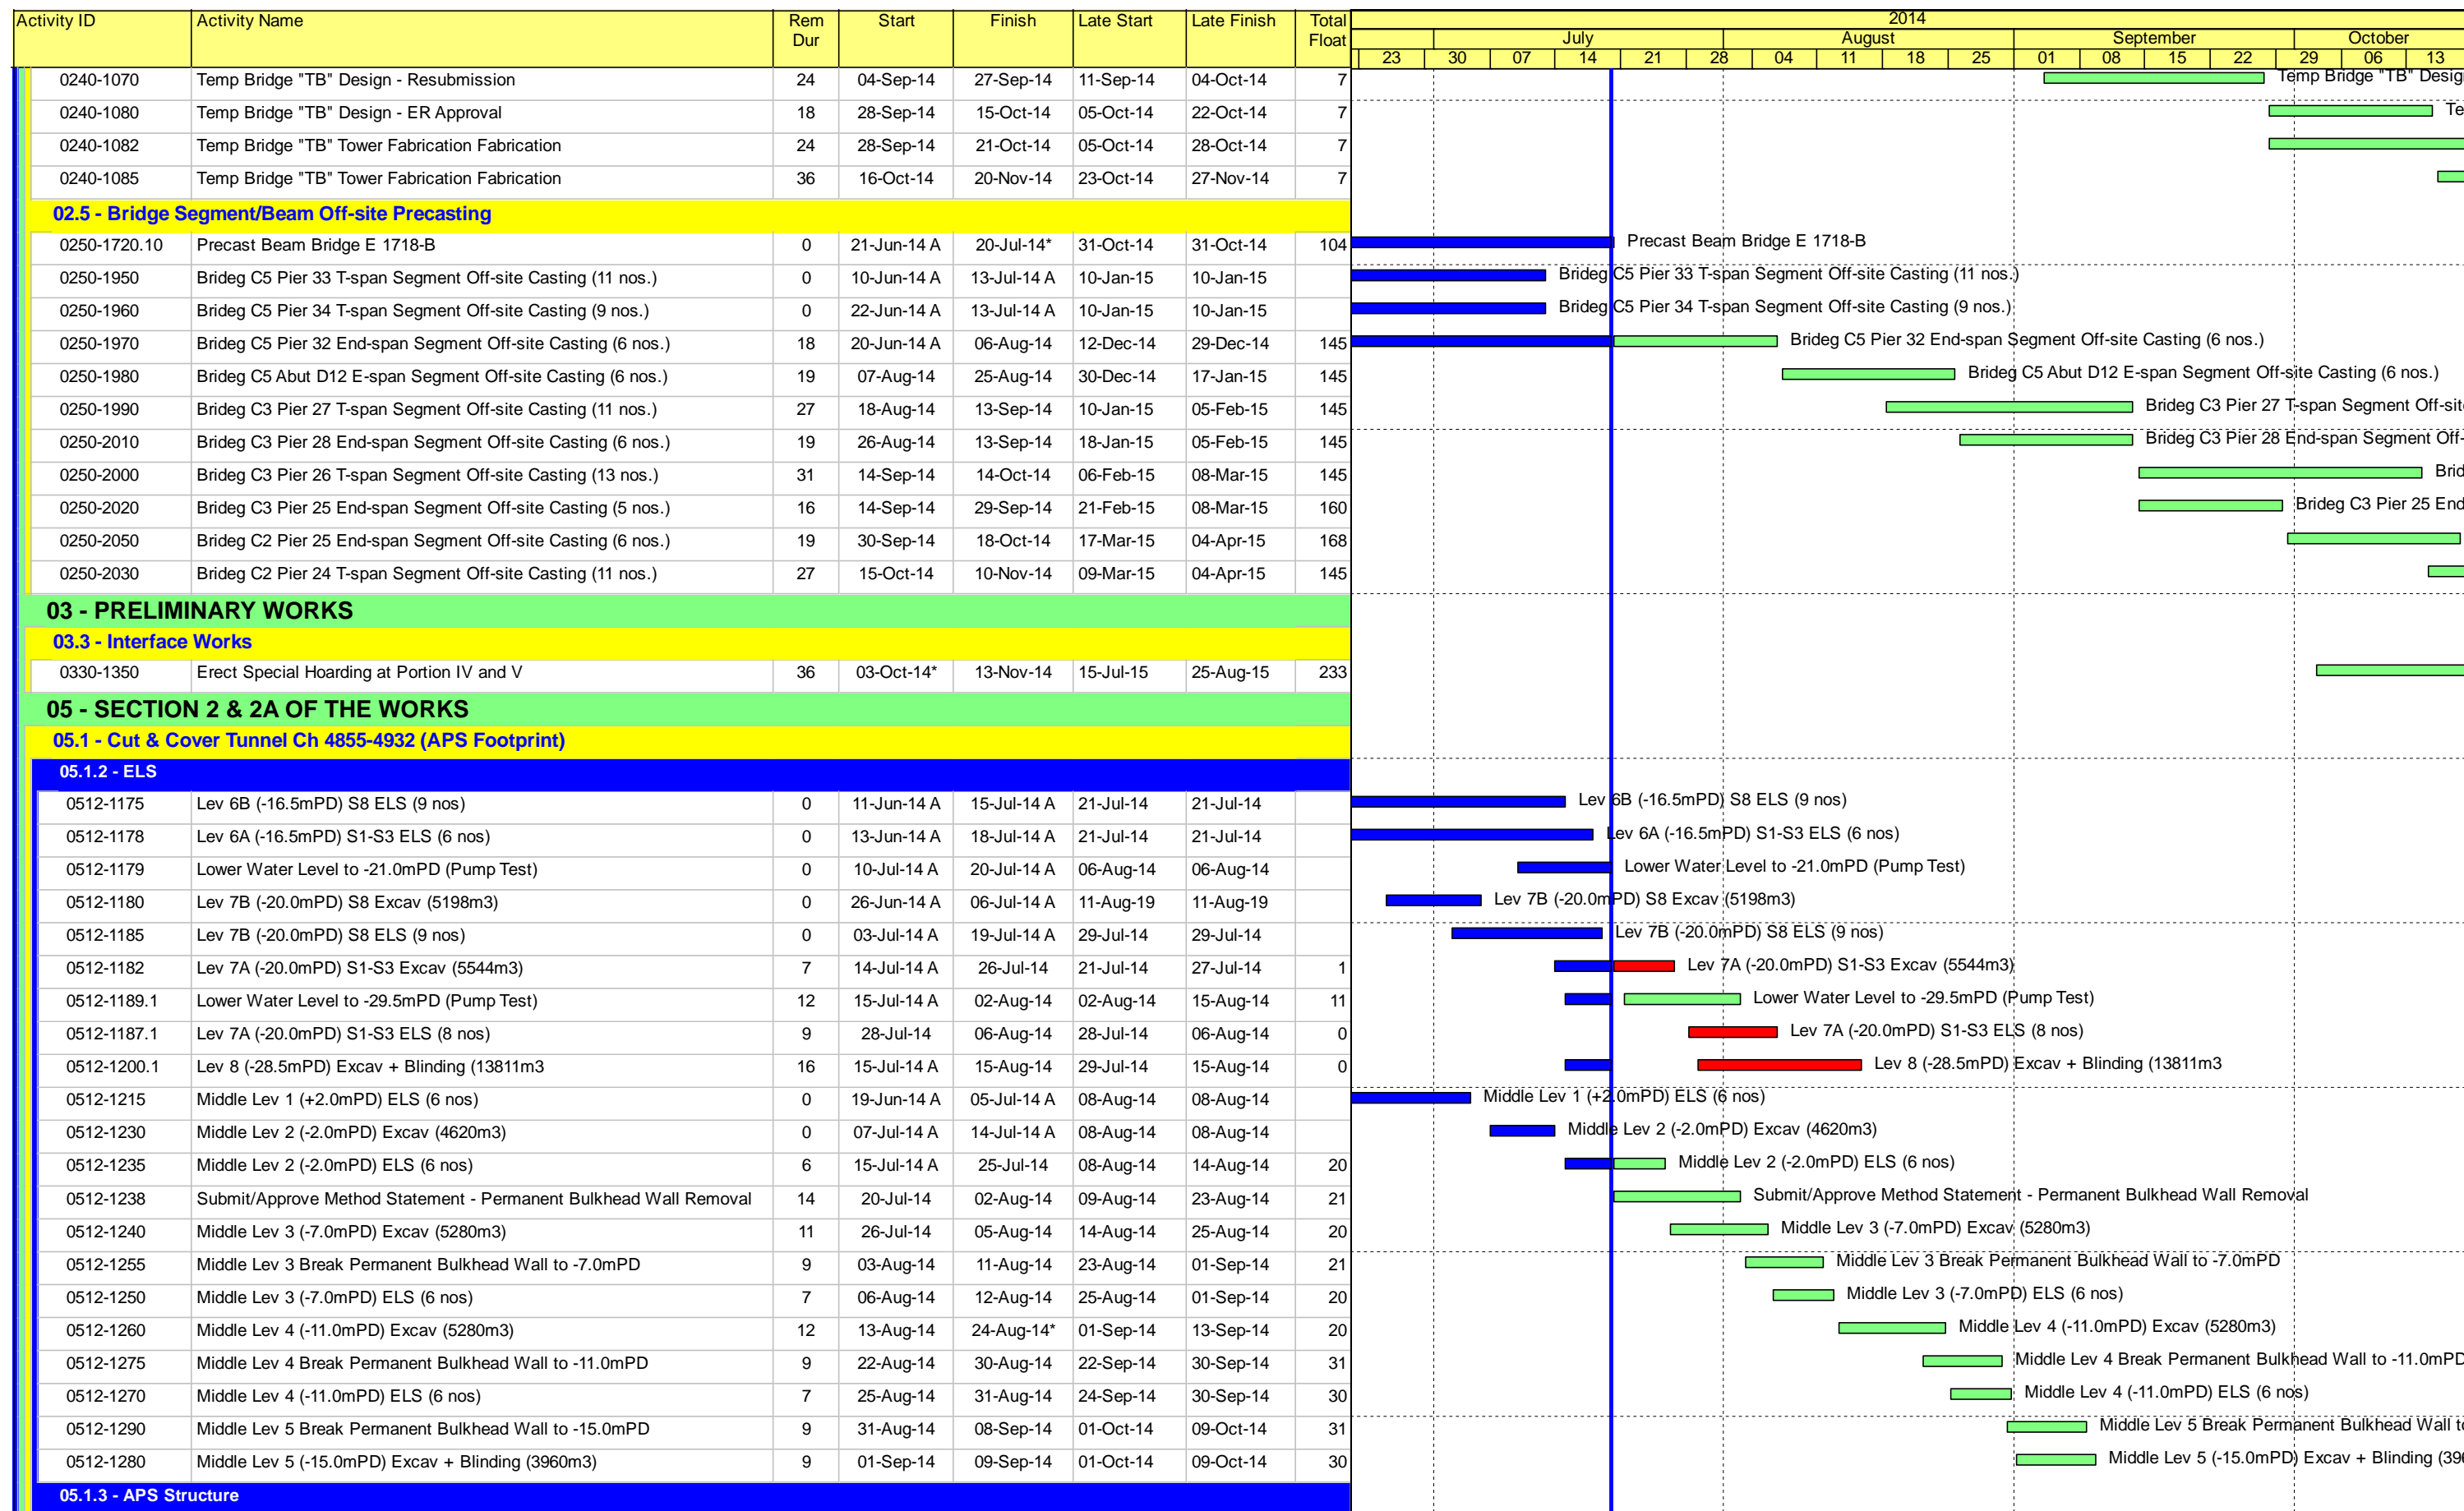 Activity ID Activity Name Rem Start Finish Late Start Late Finish Total 2014
Dur Float July August September October
23 30 07 14 21 28 04 11 18 25 01 08 15 22 29 06 13
0240-1070 Temp Bridge "TB" Design - Resubmission 24 04-Sep-14 27-Sep-14 11-Sep-14 04-Oct-14 7 Temp Bridge "TB" Desig
0240-1080 Temp Bridge "TB" Design - ER Approval 18 28-Sep-14 15-Oct-14 05-Oct-14 22-Oct-14 7 Te
0240-1082 Temp Bridge "TB" Tower Fabrication Fabrication 24 28-Sep-14 21-Oct-14 05-Oct-14 28-Oct-14 7
0240-1085 Temp Bridge "TB" Tower Fabrication Fabrication 36 16-Oct-14 20-Nov-14 23-Oct-14 27-Nov-14 7
02.5 - Bridge Segment/Beam Off-site Precasting
0250-1720.10 Precast Beam Bridge E 1718-B 0 21-Jun-14 A 20-Jul-14* 31-Oct-14 31-Oct-14 104 Precast Beam Bridge E 1718-B
0250-1950 Brideg C5 Pier 33 T-span Segment Off-site Casting (11 nos.) 0 10-Jun-14 A 13-Jul-14 A 10-Jan-15 10-Jan-15 Brideg C5 Pier 33 T-span Segment Off-site Casting (11 nos.)
0250-1960 Brideg C5 Pier 34 T-span Segment Off-site Casting (9 nos.) 0 22-Jun-14 A 13-Jul-14 A 10-Jan-15 10-Jan-15 Brideg C5 Pier 34 T-span Segment Off-site Casting (9 nos.)
0250-1970 Brideg C5 Pier 32 End-span Segment Off-site Casting (6 nos.) 18 20-Jun-14 A 06-Aug-14 12-Dec-14 29-Dec-14 145 Brideg C5 Pier 32 End-span Segment Off-site Casting (6 nos.)
0250-1980 Brideg C5 Abut D12 E-span Segment Off-site Casting (6 nos.) 19 07-Aug-14 25-Aug-14 30-Dec-14 17-Jan-15 145 Brideg C5 Abut D12 E-span Segment Off-site Casting (6 nos.)
0250-1990 Brideg C3 Pier 27 T-span Segment Off-site Casting (11 nos.) 27 18-Aug-14 13-Sep-14 10-Jan-15 05-Feb-15 145 Brideg C3 Pier 27 T-span Segment Off-sit
0250-2010 Brideg C3 Pier 28 End-span Segment Off-site Casting (6 nos.) 19 26-Aug-14 13-Sep-14 18-Jan-15 05-Feb-15 145 Brideg C3 Pier 28 End-span Segment Off-
0250-2000 Brideg C3 Pier 26 T-span Segment Off-site Casting (13 nos.) 31 14-Sep-14 14-Oct-14 06-Feb-15 08-Mar-15 145 Brid
0250-2020 Brideg C3 Pier 25 End-span Segment Off-site Casting (5 nos.) 16 14-Sep-14 29-Sep-14 21-Feb-15 08-Mar-15 160 Brideg C3 Pier 25 End
0250-2050 Brideg C2 Pier 25 End-span Segment Off-site Casting (6 nos.) 19 30-Sep-14 18-Oct-14 17-Mar-15 04-Apr-15 168
0250-2030 Brideg C2 Pier 24 T-span Segment Off-site Casting (11 nos.) 27 15-Oct-14 10-Nov-14 09-Mar-15 04-Apr-15 145
03 - PRELIMINARY WORKS
03.3 - Interface Works
0330-1350 Erect Special Hoarding at Portion IV and V 36 03-Oct-14* 13-Nov-14 15-Jul-15 25-Aug-15 233
05 - SECTION 2 & 2A OF THE WORKS
05.1 - Cut & Cover Tunnel Ch 4855-4932 (APS Footprint)
05.1.2 - ELS
0512-1175 Lev 6B (-16.5mPD) S8 ELS (9 nos) 0 11-Jun-14 A 15-Jul-14 A 21-Jul-14 21-Jul-14 Lev 6B (-16.5mPD) S8 ELS (9 nos)
0512-1178 Lev 6A (-16.5mPD) S1-S3 ELS (6 nos) 0 13-Jun-14 A 18-Jul-14 A 21-Jul-14 21-Jul-14 Lev 6A (-16.5mPD) S1-S3 ELS (6 nos)
0512-1179 Lower Water Level to -21.0mPD (Pump Test) 0 10-Jul-14 A 20-Jul-14 A 06-Aug-14 06-Aug-14 Lower Water Level to -21.0mPD (Pump Test)
0512-1180 Lev 7B (-20.0mPD) S8 Excav (5198m3) 0 26-Jun-14 A 06-Jul-14 A 11-Aug-19 11-Aug-19 Lev 7B (-20.0mPD) S8 Excav (5198m3)
0512-1185 Lev 7B (-20.0mPD) S8 ELS (9 nos) 0 03-Jul-14 A 19-Jul-14 A 29-Jul-14 29-Jul-14 Lev 7B (-20.0mPD) S8 ELS (9 nos)
0512-1182 Lev 7A (-20.0mPD) S1-S3 Excav (5544m3) 7 14-Jul-14 A 26-Jul-14 21-Jul-14 27-Jul-14 1 Lev 7A (-20.0mPD) S1-S3 Excav (5544m3)
0512-1189.1 Lower Water Level to -29.5mPD (Pump Test) 12 15-Jul-14 A 02-Aug-14 02-Aug-14 15-Aug-14 11 Lower Water Level to -29.5mPD (Pump Test)
0512-1187.1 Lev 7A (-20.0mPD) S1-S3 ELS (8 nos) 9 28-Jul-14 06-Aug-14 28-Jul-14 06-Aug-14 0 Lev 7A (-20.0mPD) S1-S3 ELS (8 nos)
0512-1200.1 Lev 8 (-28.5mPD) Excav + Blinding (13811m3 16 15-Jul-14 A 15-Aug-14 29-Jul-14 15-Aug-14 0 Lev 8 (-28.5mPD) Excav + Blinding (13811m3
0512-1215 Middle Lev 1 (+2.0mPD) ELS (6 nos) 0 19-Jun-14 A 05-Jul-14 A 08-Aug-14 08-Aug-14 Middle Lev 1 (+2.0mPD) ELS (6 nos)
0512-1230 Middle Lev 2 (-2.0mPD) Excav (4620m3) 0 07-Jul-14 A 14-Jul-14 A 08-Aug-14 08-Aug-14 Middle Lev 2 (-2.0mPD) Excav (4620m3)
0512-1235 Middle Lev 2 (-2.0mPD) ELS (6 nos) 6 15-Jul-14 A 25-Jul-14 08-Aug-14 14-Aug-14 20 Middle Lev 2 (-2.0mPD) ELS (6 nos)
0512-1238 Submit/Approve Method Statement - Permanent Bulkhead Wall Removal 14 20-Jul-14 02-Aug-14 09-Aug-14 23-Aug-14 21 Submit/Approve Method Statement - Permanent Bulkhead Wall Removal
0512-1240 Middle Lev 3 (-7.0mPD) Excav (5280m3) 11 26-Jul-14 05-Aug-14 14-Aug-14 25-Aug-14 20 Middle Lev 3 (-7.0mPD) Excav (5280m3)
0512-1255 Middle Lev 3 Break Permanent Bulkhead Wall to -7.0mPD 9 03-Aug-14 11-Aug-14 23-Aug-14 01-Sep-14 21 Middle Lev 3 Break Permanent Bulkhead Wall to -7.0mPD
0512-1250 Middle Lev 3 (-7.0mPD) ELS (6 nos) 7 06-Aug-14 12-Aug-14 25-Aug-14 01-Sep-14 20 Middle Lev 3 (-7.0mPD) ELS (6 nos)
0512-1260 Middle Lev 4 (-11.0mPD) Excav (5280m3) 12 13-Aug-14 24-Aug-14* 01-Sep-14 13-Sep-14 20 Middle Lev 4 (-11.0mPD) Excav (5280m3)
0512-1275 Middle Lev 4 Break Permanent Bulkhead Wall to -11.0mPD 9 22-Aug-14 30-Aug-14 22-Sep-14 30-Sep-14 31 Middle Lev 4 Break Permanent Bulkhead Wall to -11.0mPD
0512-1270 Middle Lev 4 (-11.0mPD) ELS (6 nos) 7 25-Aug-14 31-Aug-14 24-Sep-14 30-Sep-14 30 Middle Lev 4 (-11.0mPD) ELS (6 nos)
0512-1290 Middle Lev 5 Break Permanent Bulkhead Wall to -15.0mPD 9 31-Aug-14 08-Sep-14 01-Oct-14 09-Oct-14 31 Middle Lev 5 Break Permanent Bulkhead Wall t
0512-1280 Middle Lev 5 (-15.0mPD) Excav + Blinding (3960m3) 9 01-Sep-14 09-Sep-14 01-Oct-14 09-Oct-14 30 Middle Lev 5 (-15.0mPD) Excav + Blinding (39
05.1.3 - APS Structure